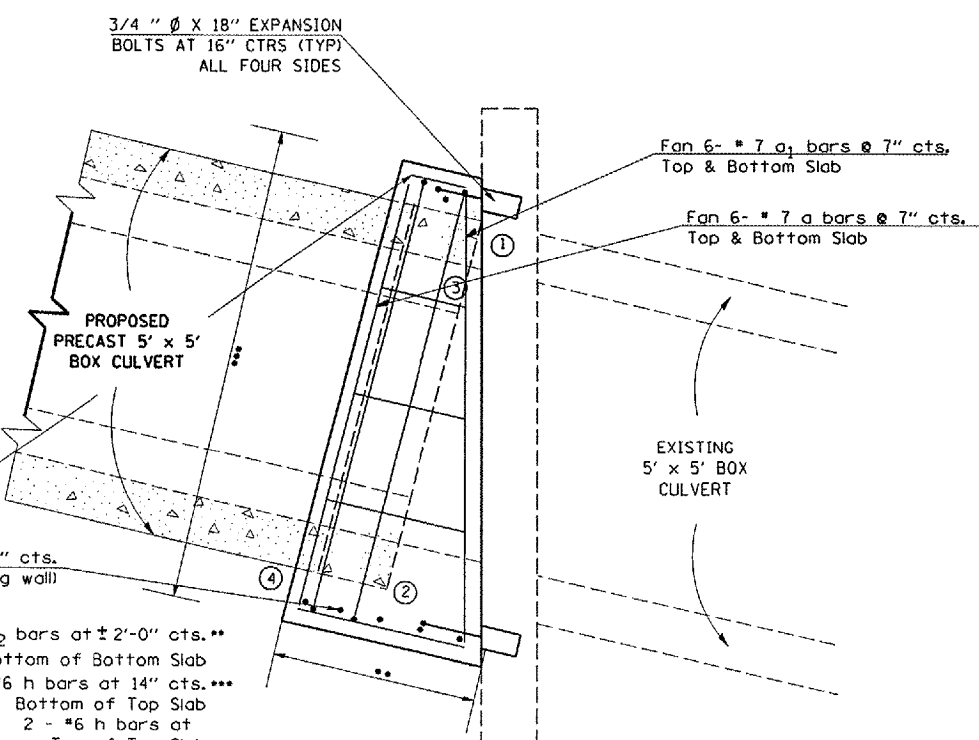 3/4 " Ø X 18" EXPANSION
BOLTS AT 16" CTRS (TYP)
ALL FOUR SIDES
Fan 6- # 7 a₁ bars @ 7" cts.
Top & Bottom Slab
Fan 6- # 7 a bars @ 7" cts.
Top & Bottom Slab
1
3
PROPOSED
PRECAST 5' x 5'
BOX CULVERT
•••
EXISTING
5' x 5' BOX
CULVERT
" cts.
g wall)
4
2
2 bars at ± 2'-0" cts.**
ottom of Bottom Slab
6 h bars at 14" cts.***
Bottom of Top Slab
2 - #6 h bars at
••